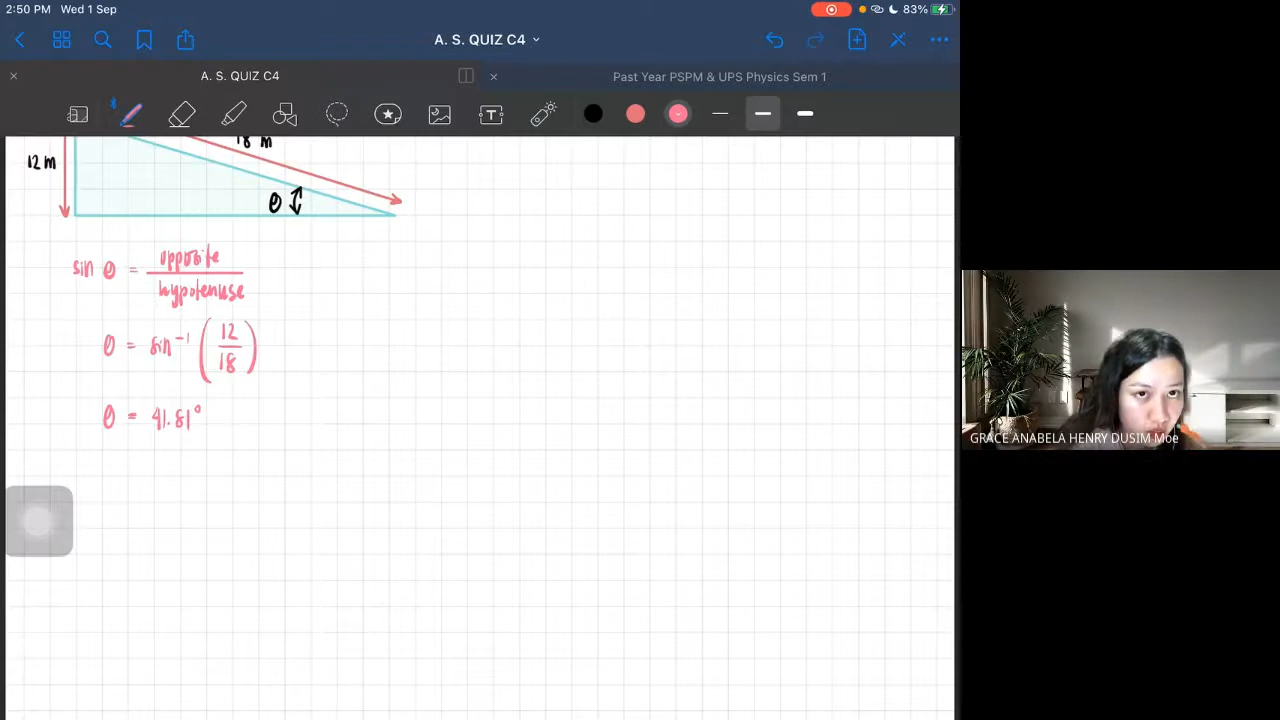 2:50 PM Wed 1 Sep
83%
A. S. QUIZ C4
A. S. QUIZ C4
Past Year PSPM & UPS Physics Sem 1
18 m
12 m
θ
sin θ = opposite / hypotenuse
θ = sin⁻¹ (12/18)
θ = 41.81°
GRACE ANABELA HENRY DUSIM Moe